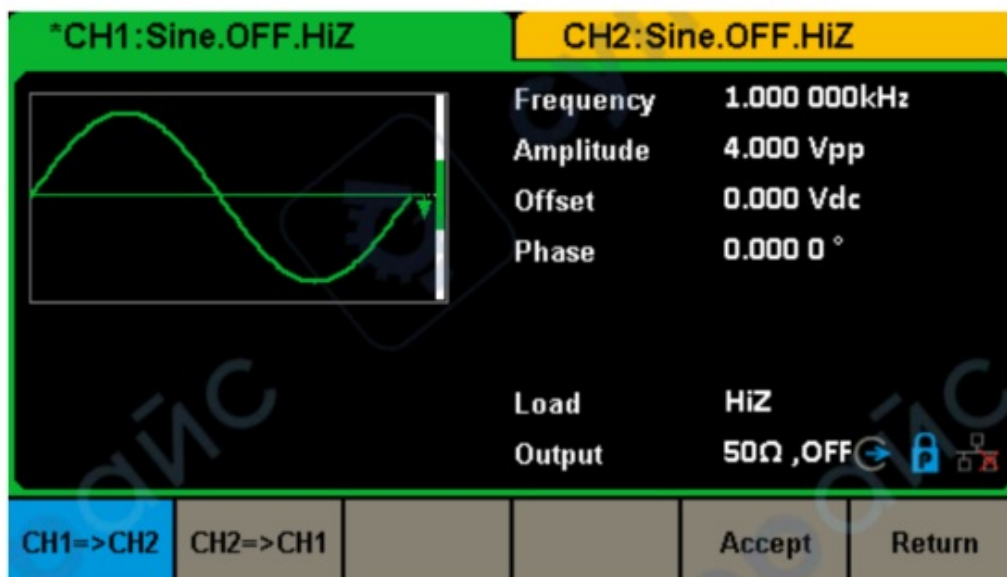 *CH1:Sine.OFF.HiZ
CH2:Sine.OFF.HiZ
Frequency 1.000 000kHz
Amplitude 4.000 Vpp
Offset 0.000 Vdc
Phase 0.000 0 °
Load HiZ
Output 50Ω ,OFF
P
CH1=>CH2 CH2=>CH1 Accept Return